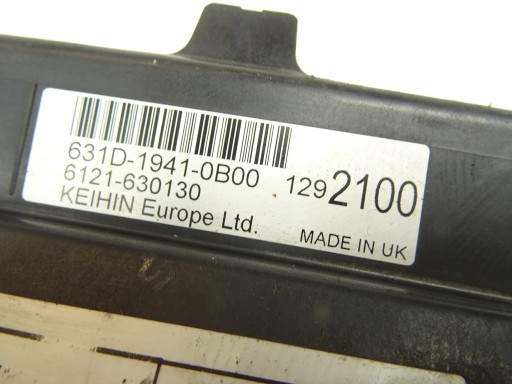 631D-1941-0B00
6121-630130 1292100
KEIHIN Europe Ltd. MADE IN UK